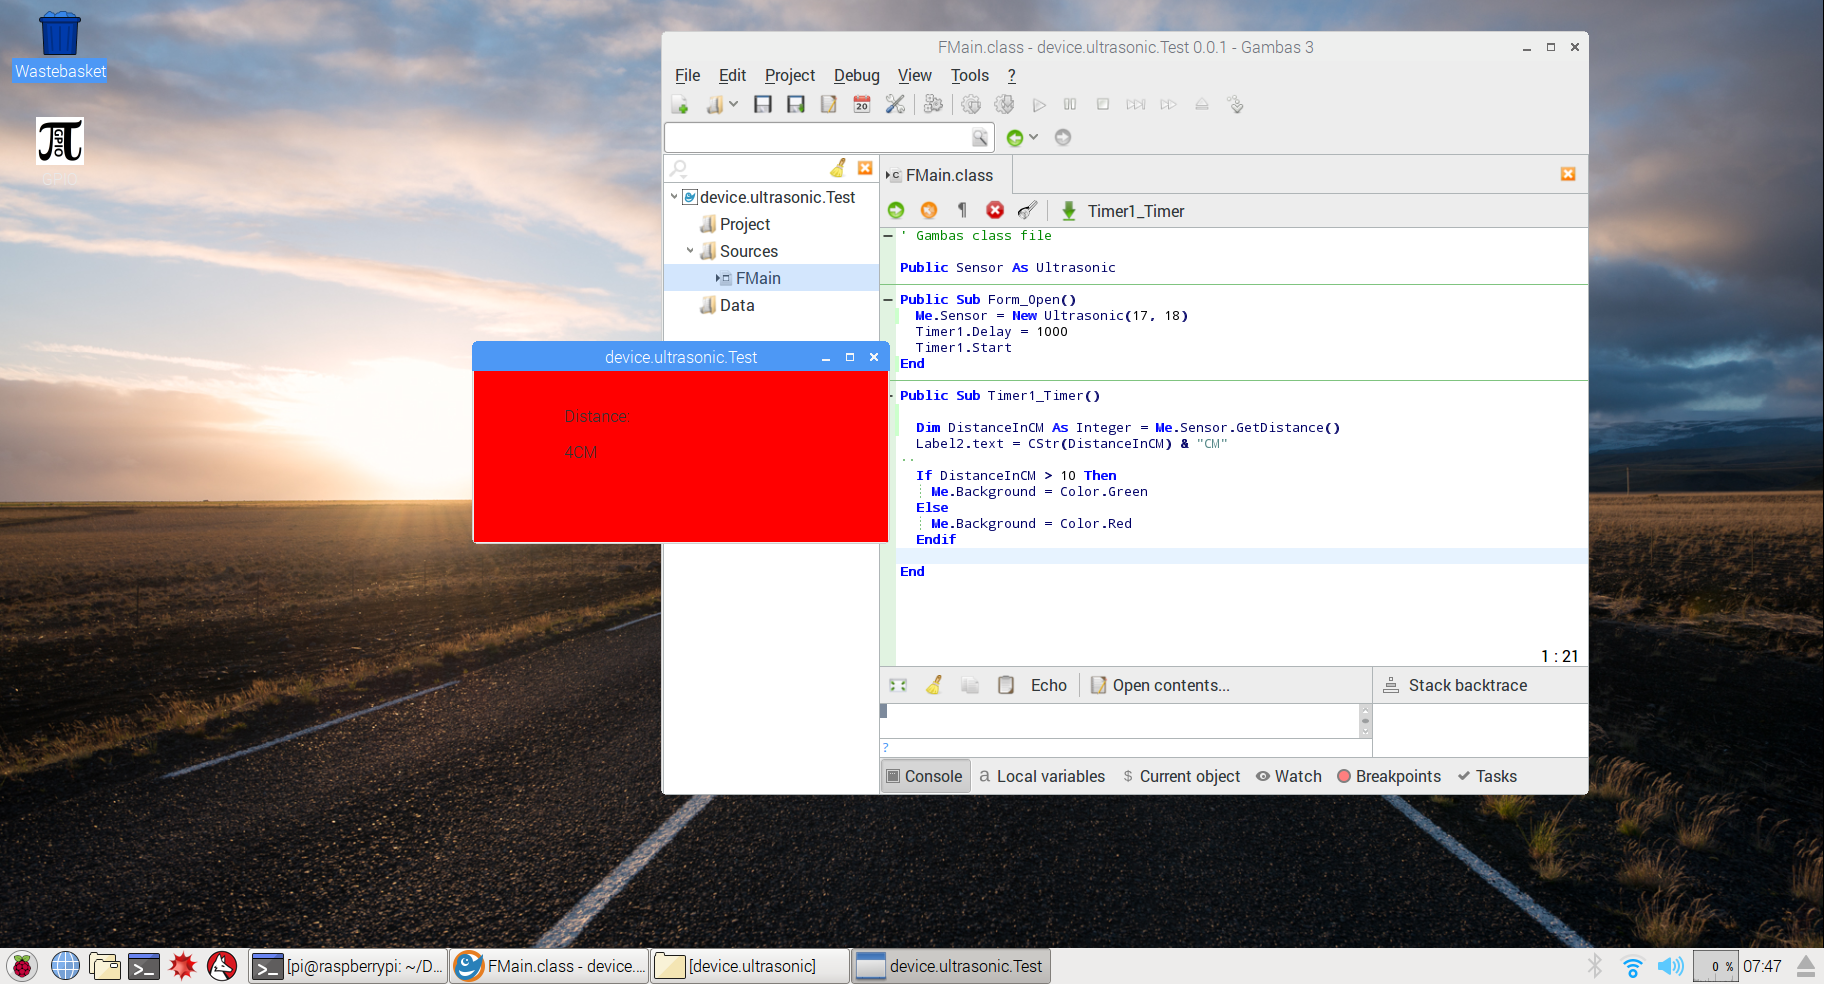 Wastebasket
GPIO
FMain.class - device.ultrasonic.Test 0.0.1 - Gambas 3
File Edit Project Debug View Tools ?
20
FMain.class
device.ultrasonic.Test
Project
Sources
FMain
Data
Timer1_Timer
' Gambas class file
Public Sensor As Ultrasonic
Public Sub Form_Open()
Me.Sensor = New Ultrasonic(17, 18)
Timer1.Delay = 1000
Timer1.Start
End
Public Sub Timer1_Timer()
Dim DistanceInCM As Integer = Me.Sensor.GetDistance()
Label2.text = CStr(DistanceInCM) & "CM"
If DistanceInCM > 10 Then
Me.Background = Color.Green
Else
Me.Background = Color.Red
Endif
End
1 : 21
device.ultrasonic.Test
Distance:
4CM
Echo Open contents... Stack backtrace
?
Console Local variables $ Current object Watch Breakpoints Tasks
[pi@raspberrypi: ~/D... FMain.class - device.... [device.ultrasonic] device.ultrasonic.Test 0 % 07:47